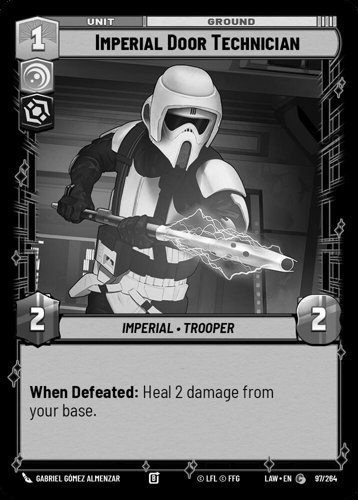 UNIT
GROUND
1
IMPERIAL DOOR TECHNICIAN
2
2
IMPERIAL • TROOPER
When Defeated: Heal 2 damage from
your base.
GABRIEL GÓMEZ ALMENZAR
© LFL © FFG
LAW • EN
C
97/264